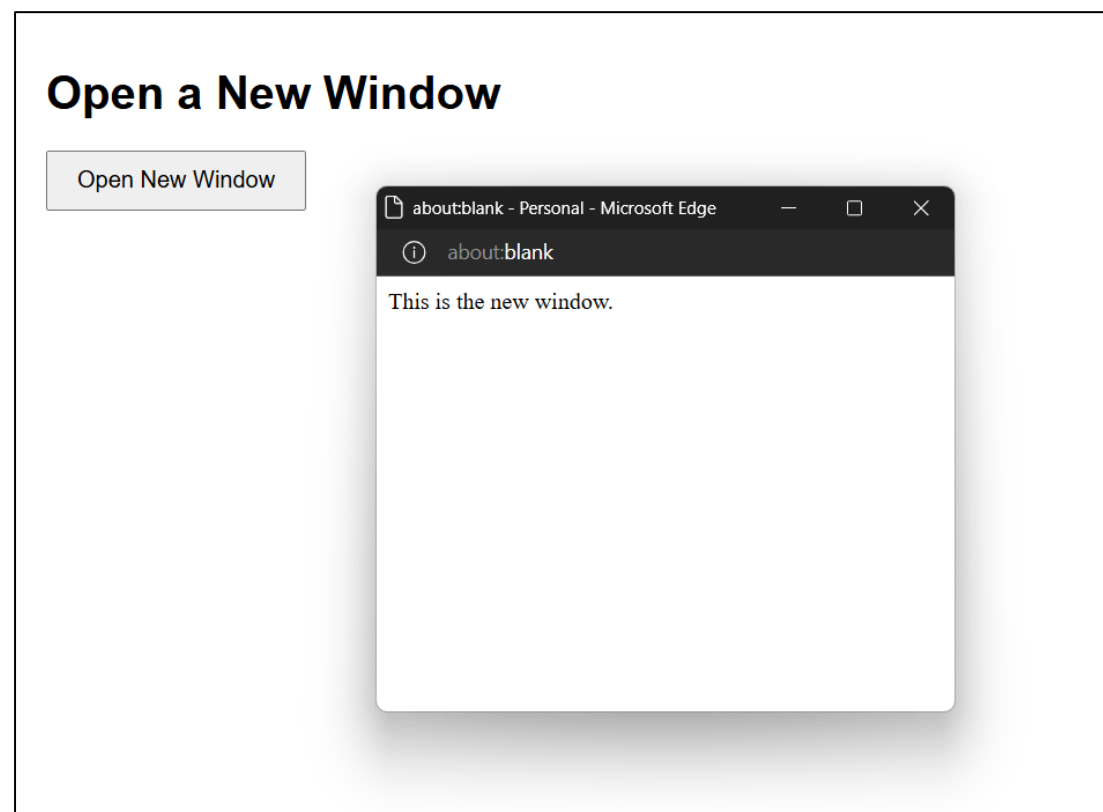 Open a New Window
Open New Window
about:blank - Personal - Microsoft Edge
about:blank
This is the new window.